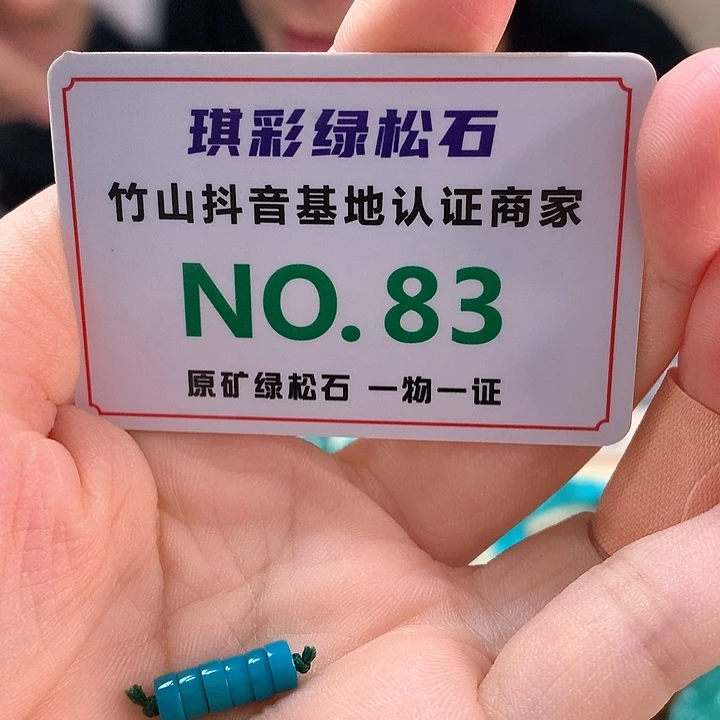 琪彩绿松石
竹山抖音基地认证商家
NO. 83
原矿绿松石 一物一证